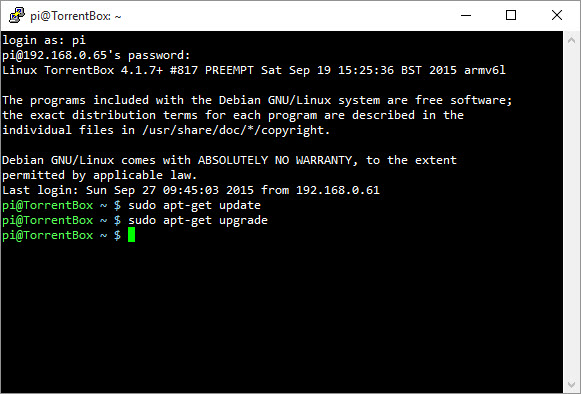 pi@TorrentBox: ~
login as: pi
pi@192.168.0.65's password:
Linux TorrentBox 4.1.7+ #817 PREEMPT Sat Sep 19 15:25:36 BST 2015 armv6l
The programs included with the Debian GNU/Linux system are free software;
the exact distribution terms for each program are described in the
individual files in /usr/share/doc/*/copyright.
Debian GNU/Linux comes with ABSOLUTELY NO WARRANTY, to the extent
permitted by applicable law.
Last login: Sun Sep 27 09:45:03 2015 from 192.168.0.61
pi@TorrentBox ~ $ sudo apt-get update
pi@TorrentBox ~ $ sudo apt-get upgrade
pi@TorrentBox ~ $